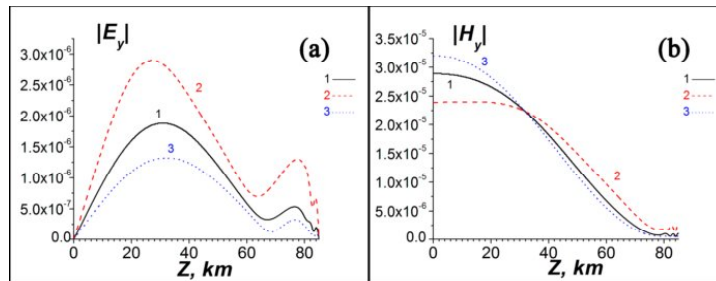 |E_y|
(a)
3.0x10^-6
2.5x10^-6
2.0x10^-6
1.5x10^-6
1.0x10^-6
5.0x10^-7
0.0
2
1
3
1
2
3
0
20
40
60
80
Z, km
|H_y|
(b)
3.5x10^-5
3.0x10^-5
2.5x10^-5
2.0x10^-5
1.5x10^-5
1.0x10^-5
5.0x10^-6
0.0
3
1
2
1
2
3
0
20
40
60
80
Z, km